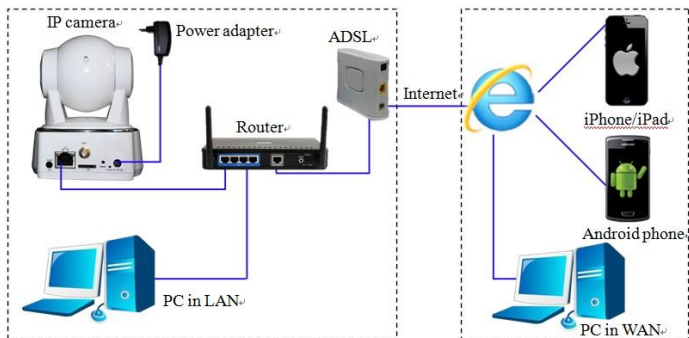 IP camera
Power adapter
ADSL
Internet
Router
iPhone/iPad
Android phone
PC in LAN
PC in WAN